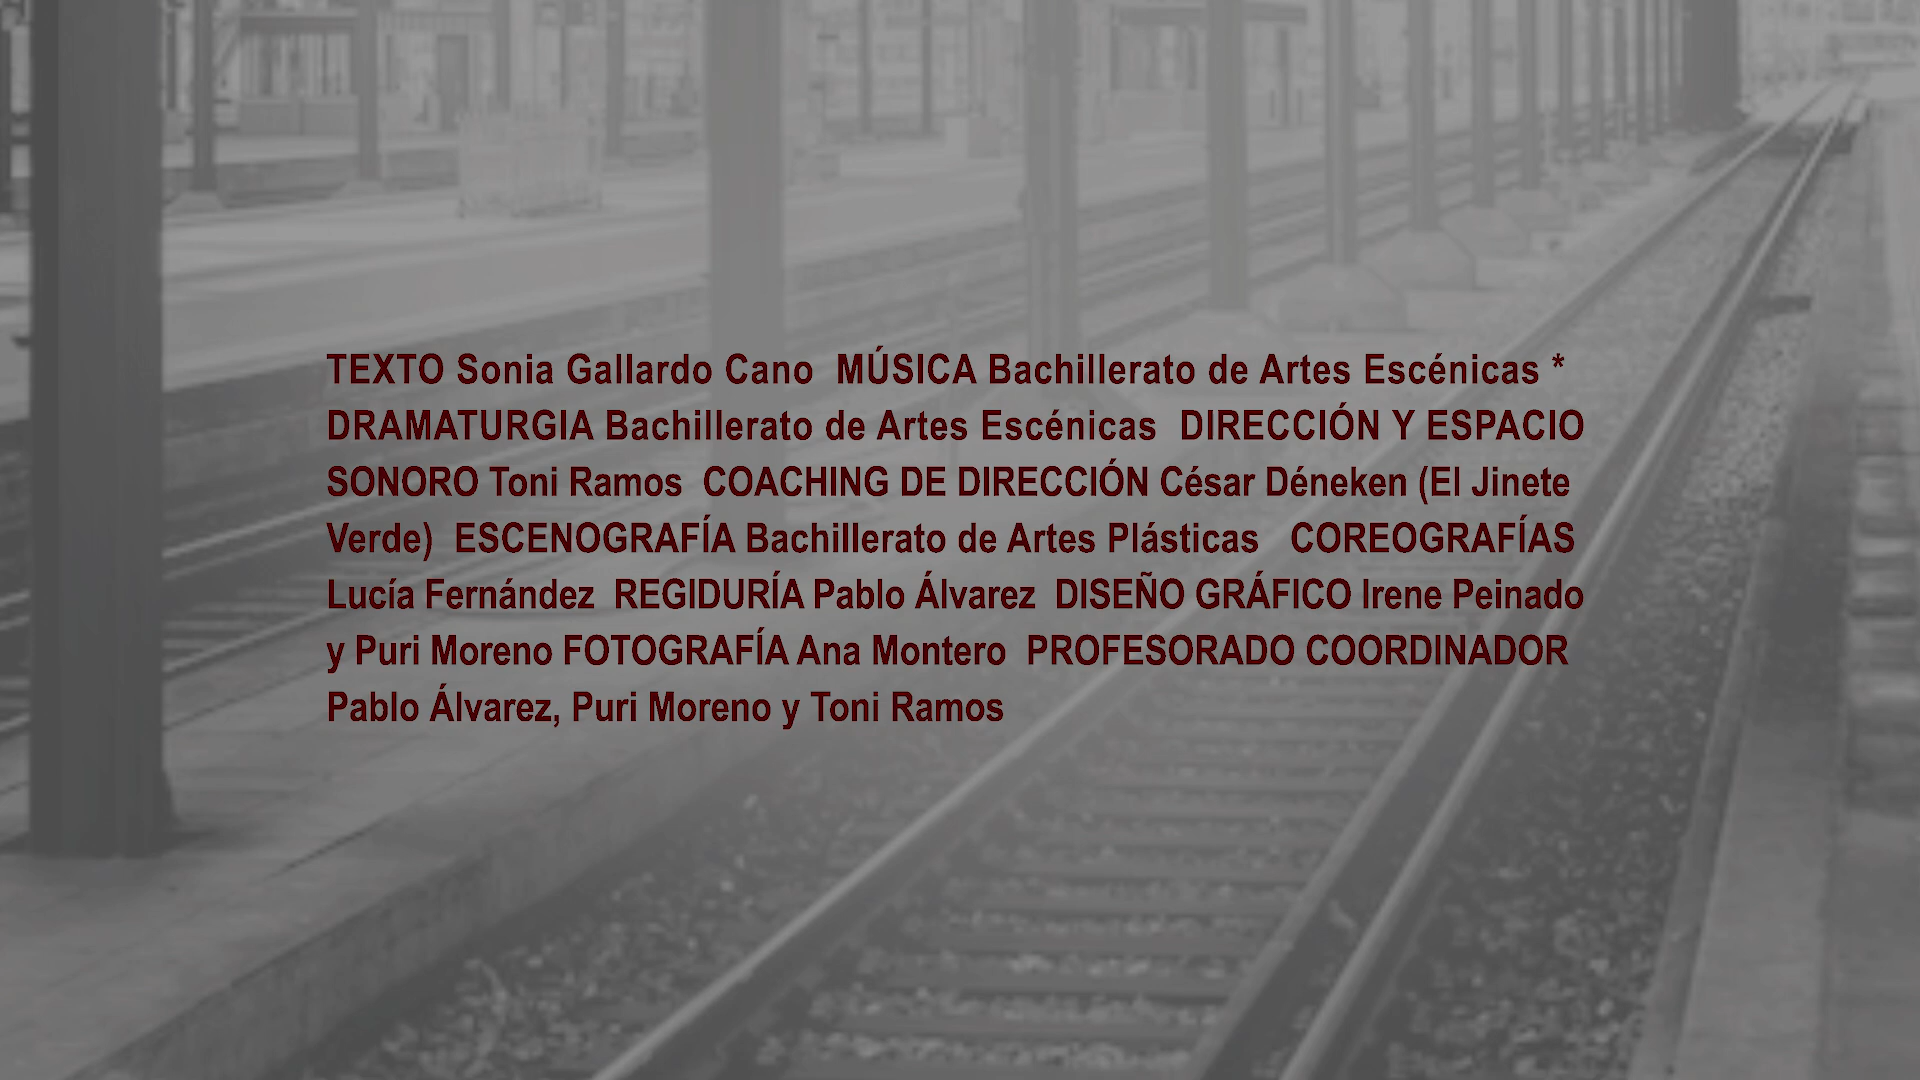 TEXTO Sonia Gallardo Cano  MÚSICA Bachillerato de Artes Escénicas *
DRAMATURGIA Bachillerato de Artes Escénicas  DIRECCIÓN Y ESPACIO
SONORO Toni Ramos  COACHING DE DIRECCIÓN César Déneken (El Jinete
Verde)  ESCENOGRAFÍA Bachillerato de Artes Plásticas   COREOGRAFÍAS
Lucía Fernández  REGIDURÍA Pablo Álvarez  DISEÑO GRÁFICO Irene Peinado
y Puri Moreno FOTOGRAFÍA Ana Montero  PROFESORADO COORDINADOR
Pablo Álvarez, Puri Moreno y Toni Ramos